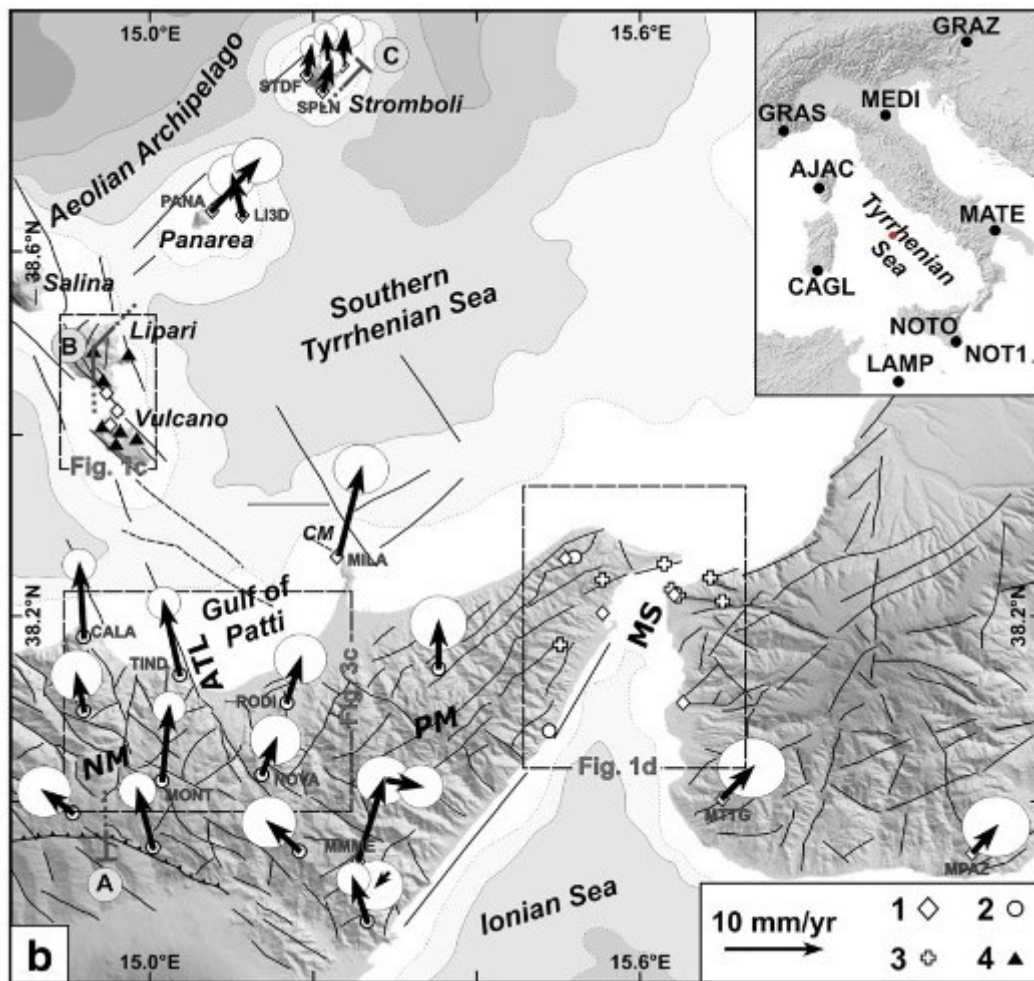 15.0°E
15.6°E
C
STDF
SPLN
Stromboli
Aeolian Archipelago
PANA
LI3D
Panarea
38.6°N
Salina
B
Lipari
Vulcano
Fig. 1c
Southern
Tyrrhenian Sea
GRAZ
MEDI
GRAS
AJAC
MATE
Tyrrhenian
Sea
CAGL
NOTO
NOT1
LAMP
CM
MILA
38.2°N
38.2°N
CALA
Gulf of
Patti
TIND
ATL
RODI
Fig. 3c
PM
MS
NM
MONT
NOVA
Fig. 1d
MMME
MTTG
MPAZ
A
Ionian Sea
b
15.0°E
15.6°E
10 mm/yr
1
2
3
4